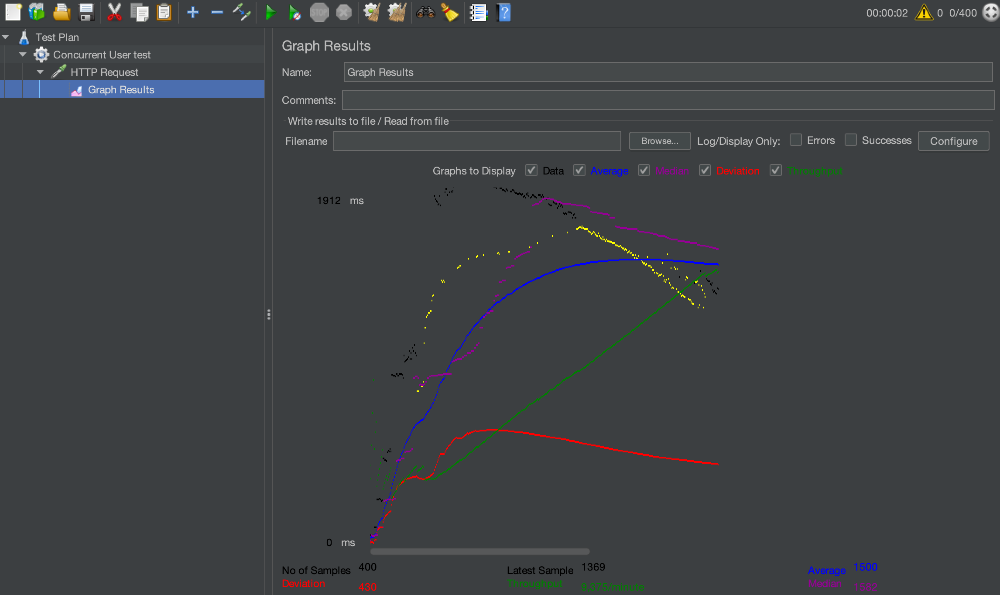 STOP
00:00:02 0 0/400
Test Plan
Concurrent User test
HTTP Request
Graph Results
Graph Results
Name: Graph Results
Comments:
Write results to file / Read from file
Filename Browse... Log/Display Only: Errors Successes Configure
Graphs to Display Data Average Median Deviation Throughput
1912 ms
0 ms
No of Samples 400 Latest Sample 1369 Average 1500
Deviation 430 Throughput 9,375/minute Median 1582